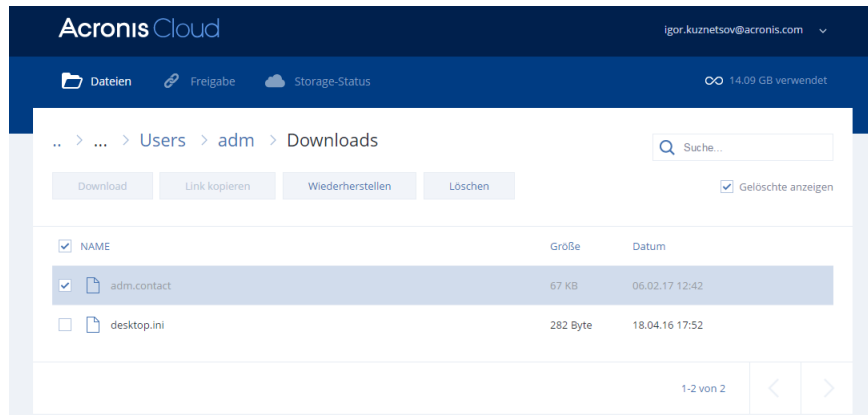 Acronis Cloud
igor.kuznetsov@acronis.com
Dateien Freigabe Storage-Status 14.09 GB verwendet
.. > ... > Users > adm > Downloads
Suche...
Download Link kopieren Wiederherstellen Löschen Gelöschte anzeigen
NAME Größe Datum
adm.contact 67 KB 06.02.17 12:42
desktop.ini 282 Byte 18.04.16 17:52
1-2 von 2